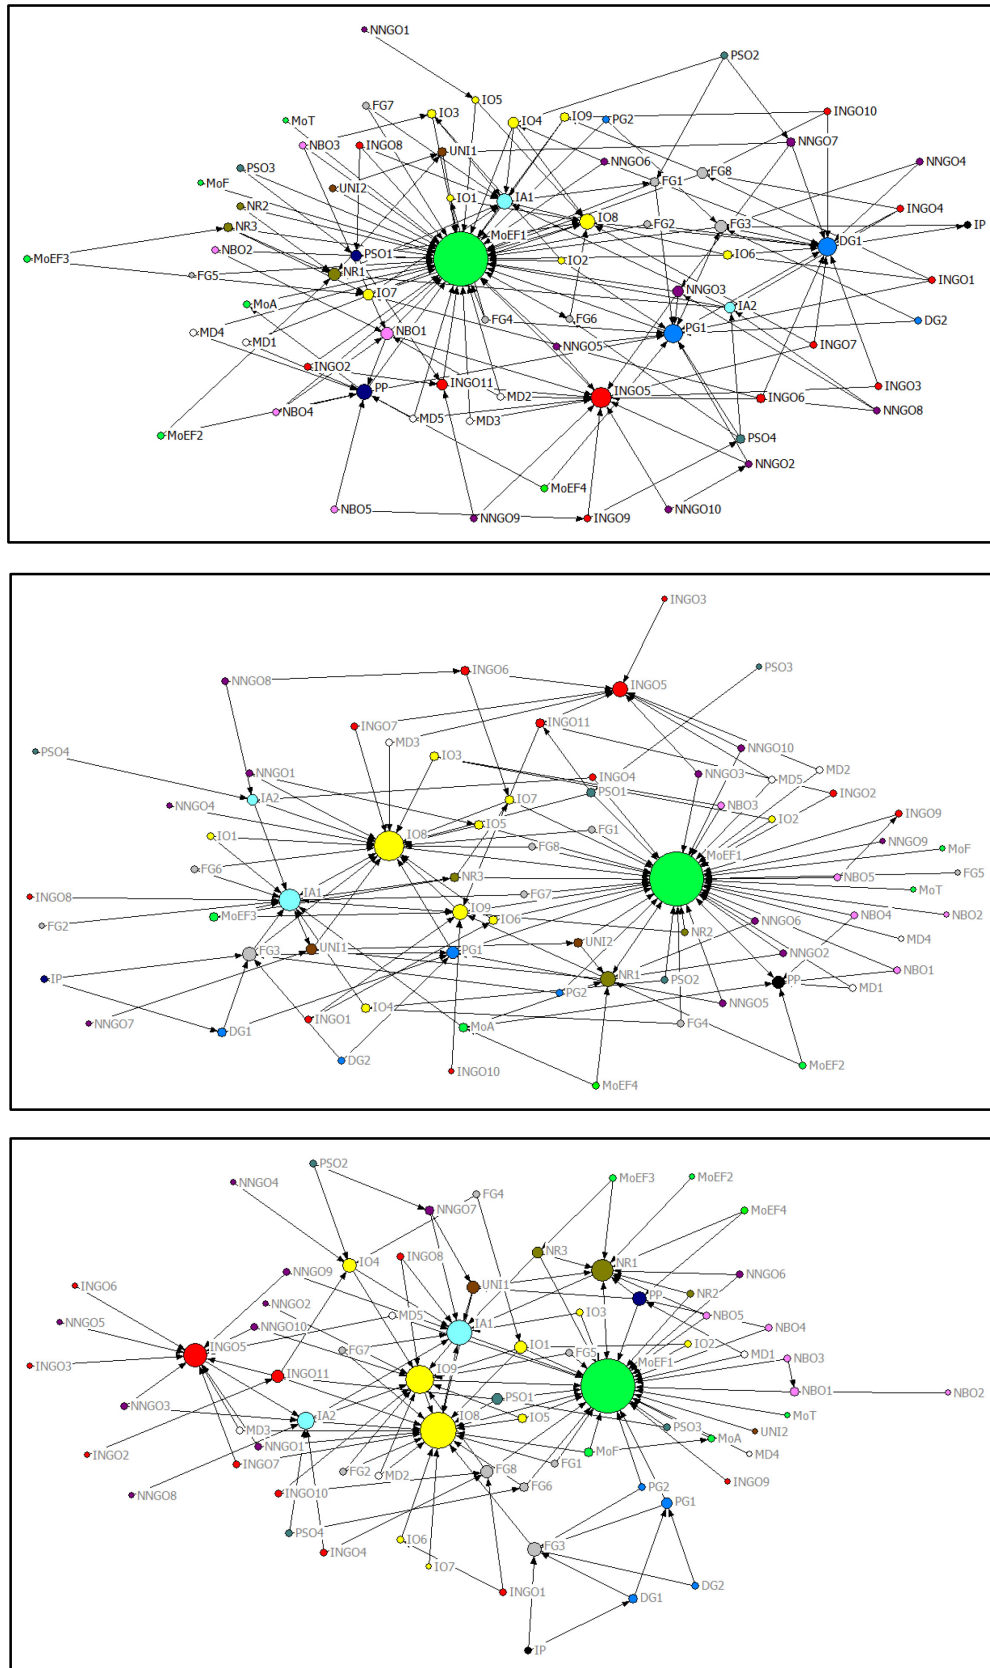 NNGO1
PSO2
FG7
IO3
IO5
IO4
IO9
PG2
INGO10
MoT
NBO3
INGO8
UNI1
NNGO6
NNGO7
PSO3
FG1
FG8
NNGO4
MoF
UNI2
IO1
IA1
NR2
INGO4
NR3
MoEF1
IO8
FG2
FG3
IP
DG1
NBO2
PSO1
IO2
IO6
MoEF3
FG5
NR1
INGO1
IO7
NNGO3
IA2
MoA
FG4
FG6
DG2
MD4
NBO1
PG1
MD1
NNGO5
INGO7
INGO2
PP
INGO11
MD2
INGO5
INGO6
INGO3
NBO4
MD5
MD3
NNGO8
MoEF2
PSO4
NNGO2
MoEF4
NBO5
NNGO9
INGO9
NNGO10
INGO3
PSO3
INGO6
NNGO8
INGO5
INGO7
INGO11
MD3
NNGO10
PSO4
IO3
MD2
NNGO1
INGO4
NNGO3
MD5
IA2
IO7
PSO1
INGO2
NNGO4
NBO3
INGO9
IO1
IO5
FG1
IO2
IO8
FG8
MoEF1
NNGO9
MoF
FG6
NR3
NBO5
FG5
INGO8
IA1
FG7
MoT
FG2
MoEF3
IO9
IO6
NNGO6
NBO4
NBO2
NR2
MD4
FG3
UNI1
PG1
UNI2
NNGO2
NBO1
IP
NR1
PSO2
PP
MD1
PG2
NNGO5
IO4
NNGO7
DG1
INGO1
MoA
FG4
DG2
INGO10
MoEF2
MoEF4
PSO2
NNGO4
FG4
MoEF3
MoEF2
NNGO7
MoEF4
IO4
INGO8
NR3
NR1
NNGO9
NNGO6
INGO6
UNI1
NR2
NNGO2
PP
MD5
IO3
NBO5
NNGO5
NNGO10
IA1
NBO4
INGO5
FG7
IO1
FG5
IO2
MD1
INGO3
MoEF1
NBO3
INGO11
IO9
NBO1
NBO2
NNGO3
PSO1
MoT
IA2
IO8
IO5
MD3
PSO3
UNI2
INGO2
NNGO1
MoF
MoA
MD4
INGO7
FG2
MD2
FG8
FG1
INGO9
NNGO8
INGO10
FG6
PG2
PG1
PSO4
INGO4
IO6
FG3
IO7
INGO1
DG2
DG1
IP